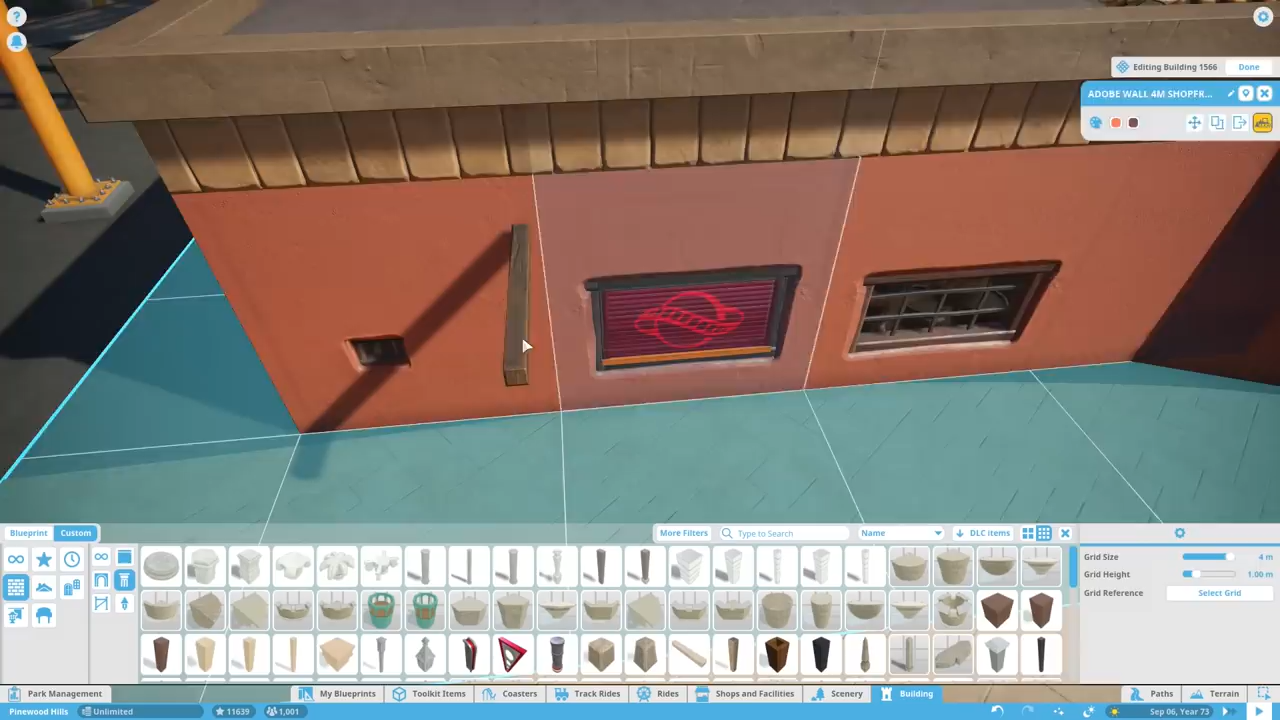 Editing Building 1566 Done
ADOBE WALL 4M SHOPFR...
Blueprint Custom More Filters Type to Search Name DLC items
Grid Size 4 m
Grid Height 1.00 m
Grid Reference Select Grid
Park Management My Blueprints Toolkit Items Coasters Track Rides Rides Shops and Facilities Scenery Building Paths Terrain
Pinewood Hills Unlimited 11639 1,001 Sep 06, Year 73